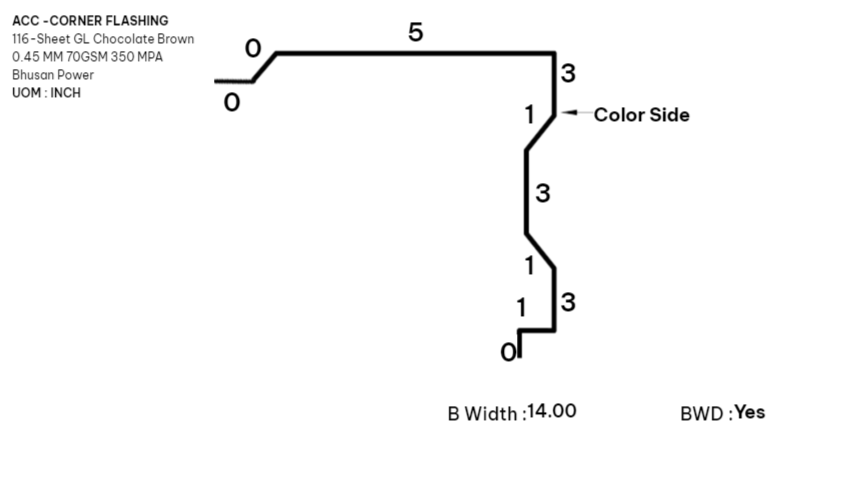 ACC -CORNER FLASHING
116-Sheet GL Chocolate Brown
0.45 MM 70GSM 350 MPA
Bhusan Power
UOM : INCH
5
0
0
3
1
Color Side
3
1
1
3
0
B Width :14.00
BWD :Yes